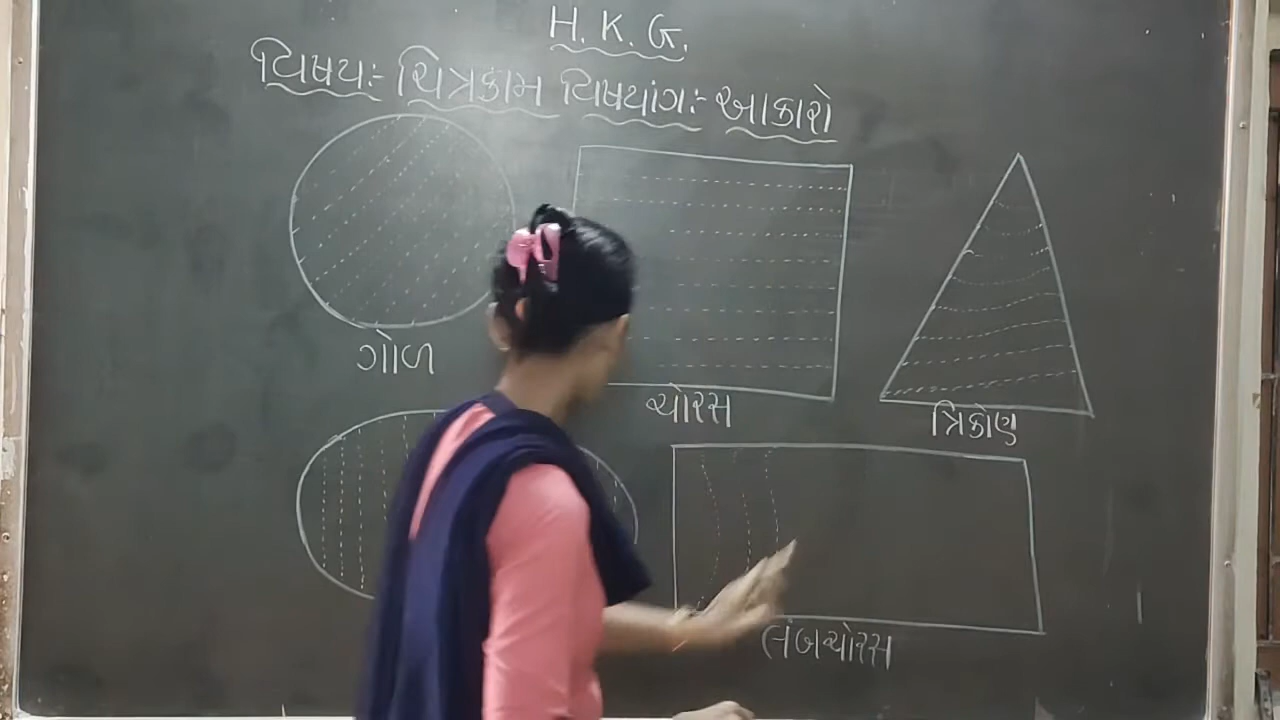 H. K. G.
વિષય:- ચિત્રકામ વિષયાંગ:- આકારો
ગોળ
ચોરસ
ત્રિકોણ
લંબચોરસ